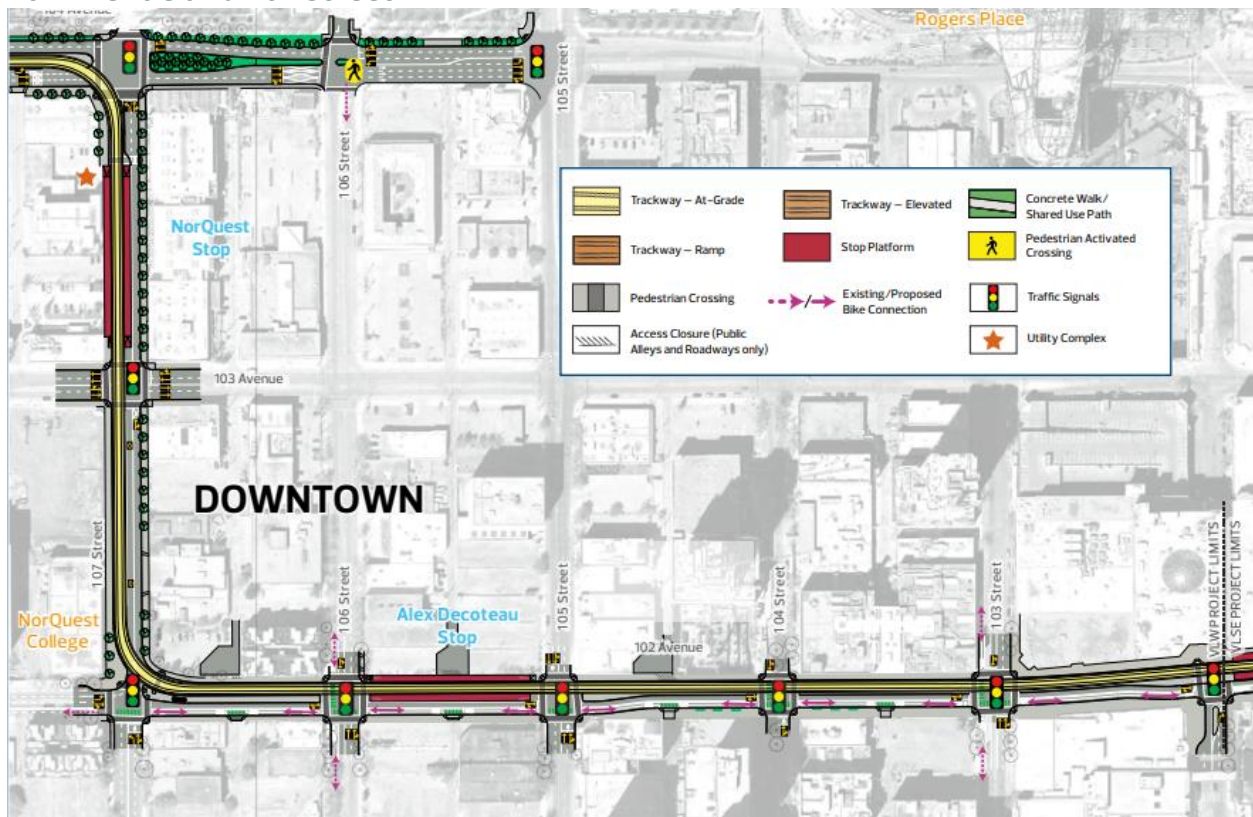 104 Avenue
Rogers Place
105 Street
106 Street
NorQuest
Stop
Trackway – At-Grade
Trackway – Elevated
Concrete Walk/
Shared Use Path
Trackway – Ramp
Stop Platform
Pedestrian Activated
Crossing
Pedestrian Crossing
Existing/Proposed
Bike Connection
Traffic Signals
Access Closure (Public
Alleys and Roadways only)
Utility Complex
103 Avenue
DOWNTOWN
107 Street
NorQuest
College
106 Street
Alex Decoteau
Stop
105 Street
102 Avenue
104 Street
103 Street
VLW PROJECT LIMITS
VLSE PROJECT LIMITS